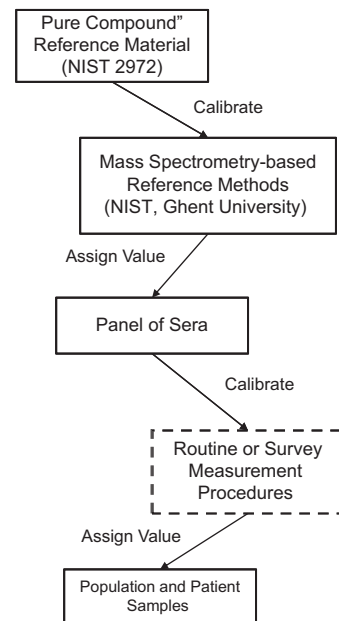 Pure Compound”
Reference Material
(NIST 2972)
Calibrate
Mass Spectrometry-based
Reference Methods
(NIST, Ghent University)
Assign Value
Panel of Sera
Calibrate
Routine or Survey
Measurement
Procedures
Assign Value
Population and Patient
Samples